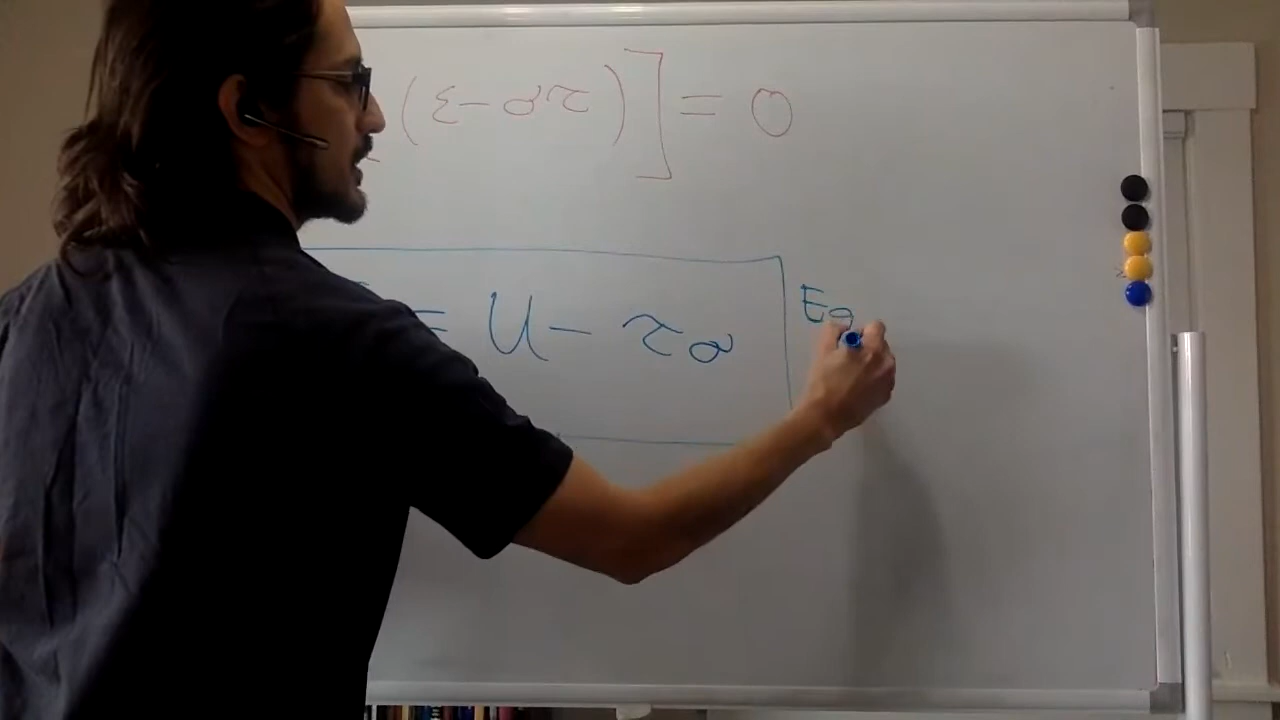 (ε - στ)] = 0
= U - τσ
Eq